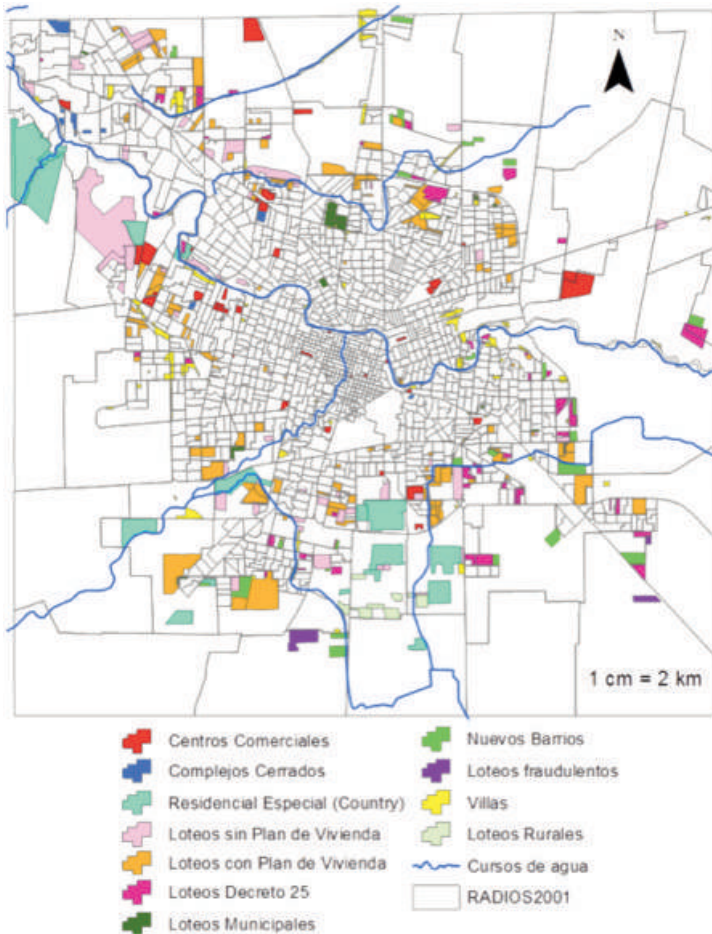 N
1 cm = 2 km
Centros Comerciales
Complejos Cerrados
Residencial Especial (Country)
Loteos sin Plan de Vivienda
Loteos con Plan de Vivienda
Loteos Decreto 25
Loteos Municipales
Nuevos Barrios
Loteos fraudulentos
Villas
Loteos Rurales
Cursos de agua
RADIOS2001